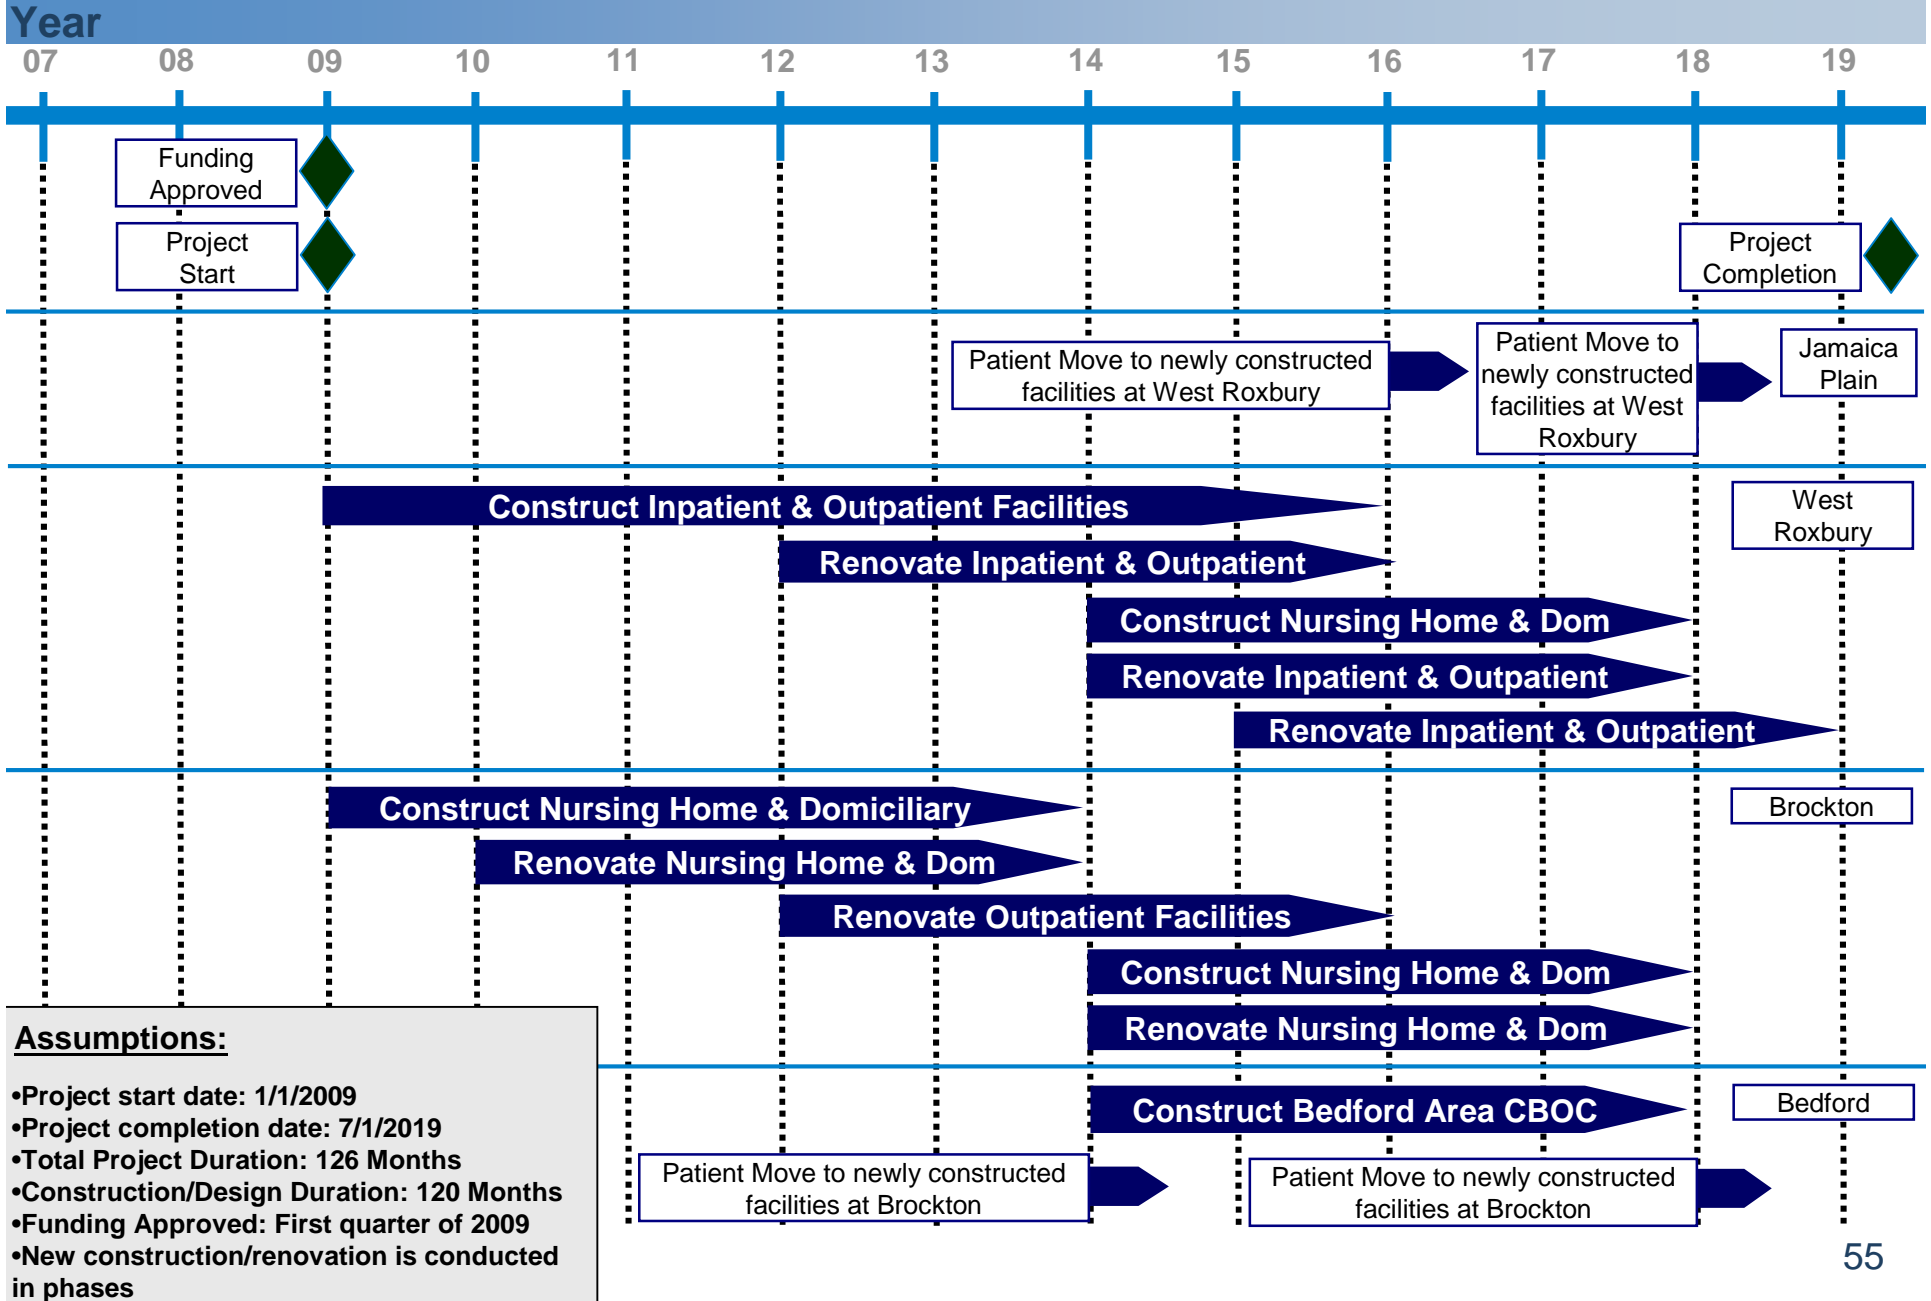 Year
07 08 09 10 11 12 13 14 15 16 17 18 19
Funding
Approved
Project
Start
Project
Completion
Patient Move to newly constructed
facilities at West Roxbury
Patient Move to
newly constructed
facilities at West
Roxbury
Jamaica
Plain
Construct Inpatient & Outpatient Facilities
West
Roxbury
Renovate Inpatient & Outpatient
Construct Nursing Home & Dom
Renovate Inpatient & Outpatient
Renovate Inpatient & Outpatient
Construct Nursing Home & Domiciliary
Brockton
Renovate Nursing Home & Dom
Renovate Outpatient Facilities
Construct Nursing Home & Dom
Renovate Nursing Home & Dom
Construct Bedford Area CBOC
Bedford
Patient Move to newly constructed
facilities at Brockton
Patient Move to newly constructed
facilities at Brockton
Assumptions:
•Project start date: 1/1/2009
•Project completion date: 7/1/2019
•Total Project Duration: 126 Months
•Construction/Design Duration: 120 Months
•Funding Approved: First quarter of 2009
•New construction/renovation is conducted
in phases
55